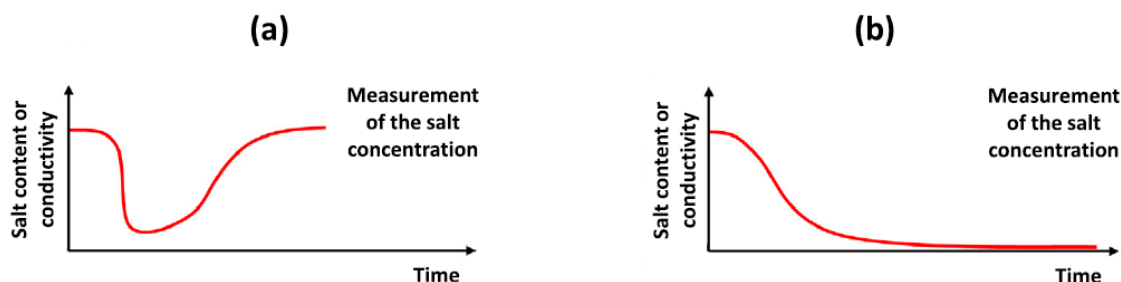 (a)
Salt content or
conductivity
Measurement
of the salt
concentration
Time
(b)
Salt content or
conductivity
Measurement
of the salt
concentration
Time